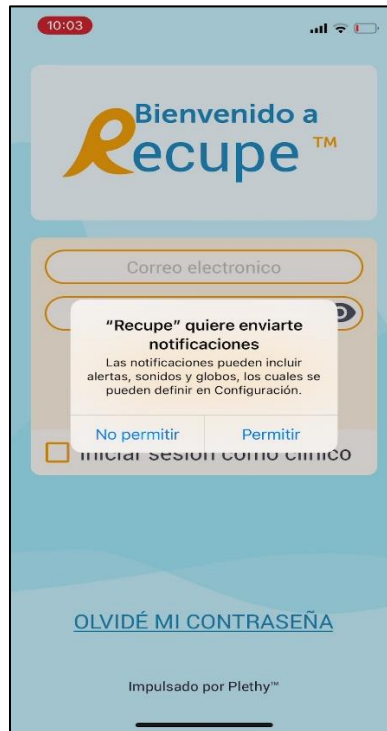 10:03
Bienvenido a
Recupe ™
Correo electronico
“Recupe” quiere enviarte
notificaciones
Las notificaciones pueden incluir
alertas, sonidos y globos, los cuales se
pueden definir en Configuración.
No permitir Permitir
Iniciar sesión como clínico
OLVIDÉ MI CONTRASEÑA
Impulsado por Plethy™